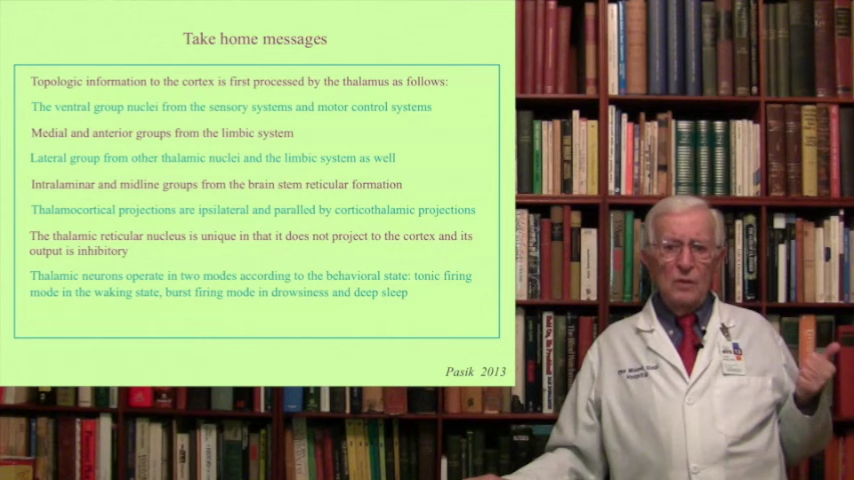 Take home messages
Topologic information to the cortex is first processed by the thalamus as follows:
The ventral group nuclei from the sensory systems and motor control systems
Medial and anterior groups from the limbic system
Lateral group from other thalamic nuclei and the limbic system as well
Intralaminar and midline groups from the brain stem reticular formation
Thalamocortical projections are ipsilateral and paralled by corticothalamic projections
The thalamic reticular nucleus is unique in that it does not project to the cortex and its
output is inhibitory
Thalamic neurons operate in two modes according to the behavioral state: tonic firing
mode in the waking state, burst firing mode in drowsiness and deep sleep
Pasik 2013